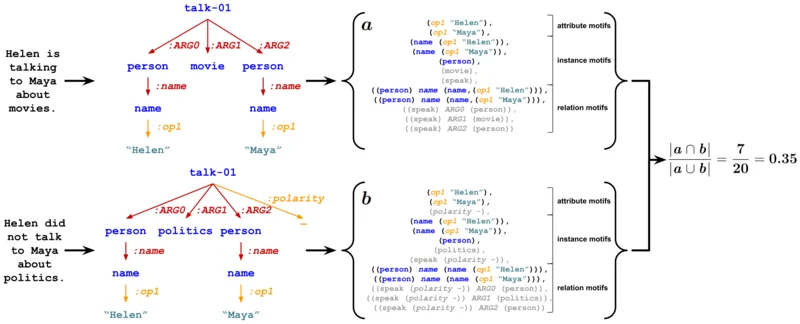 Helen is
talking
to Maya
about
movies.
talk-01
:ARG0 :ARG1 :ARG2
person movie person
:name :name
name name
:op1 :op1
“Helen” “Maya”
a
(op1 “Helen”),
(op1 “Maya”),
(name (op1 “Helen”)),
(name (op1 “Maya”)),
(person),
(movie),
(speak),
((person) name (name,(op1 “Helen”))),
((person) name (name,(op1 “Maya”))),
((speak) ARG0 (person)),
((speak) ARG1 (movie)),
((speak) ARG2 (person))
attribute motifs
instance motifs
relation motifs
Helen did
not talk
to Maya
about
politics.
talk-01
:polarity
:ARG0 :ARG1 :ARG2
person politics person –
:name :name
name name
:op1 :op1
“Helen” “Maya”
b
(op1 “Helen”),
(op1 “Maya”),
(polarity -),
(name (op1 “Helen”)),
(name (op1 “Maya”)),
(person),
(politics),
(speak (polarity -)),
((person) name (name (op1 “Helen”))),
((person) name (name (op1 “Maya”))),
((speak (polarity -)) ARG0 (person)),
((speak (polarity -)) ARG1 (politics)),
((speak (polarity -)) ARG2 (person))
attribute motifs
instance motifs
relation motifs
|a ∩ b| / |a ∪ b| = 7 / 20 = 0.35